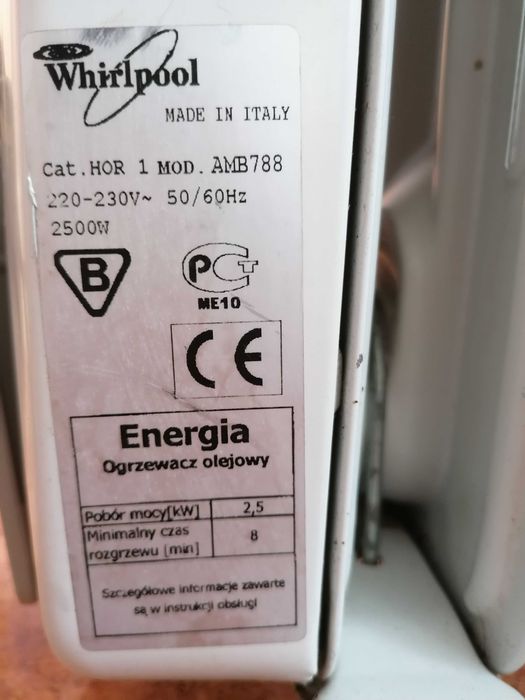 Whirlpool
MADE IN ITALY
Cat.HOR 1 MOD. AMB788
220-230V~ 50/60Hz
2500W
B
РСТ
ME10
CE
Energia
Ogrzewacz olejowy
Pobór mocy[kW] 2,5
Minimalny czas
rozgrzewu [min] 8
Szczegółowe informacje zawarte
są w instrukcji obsługi